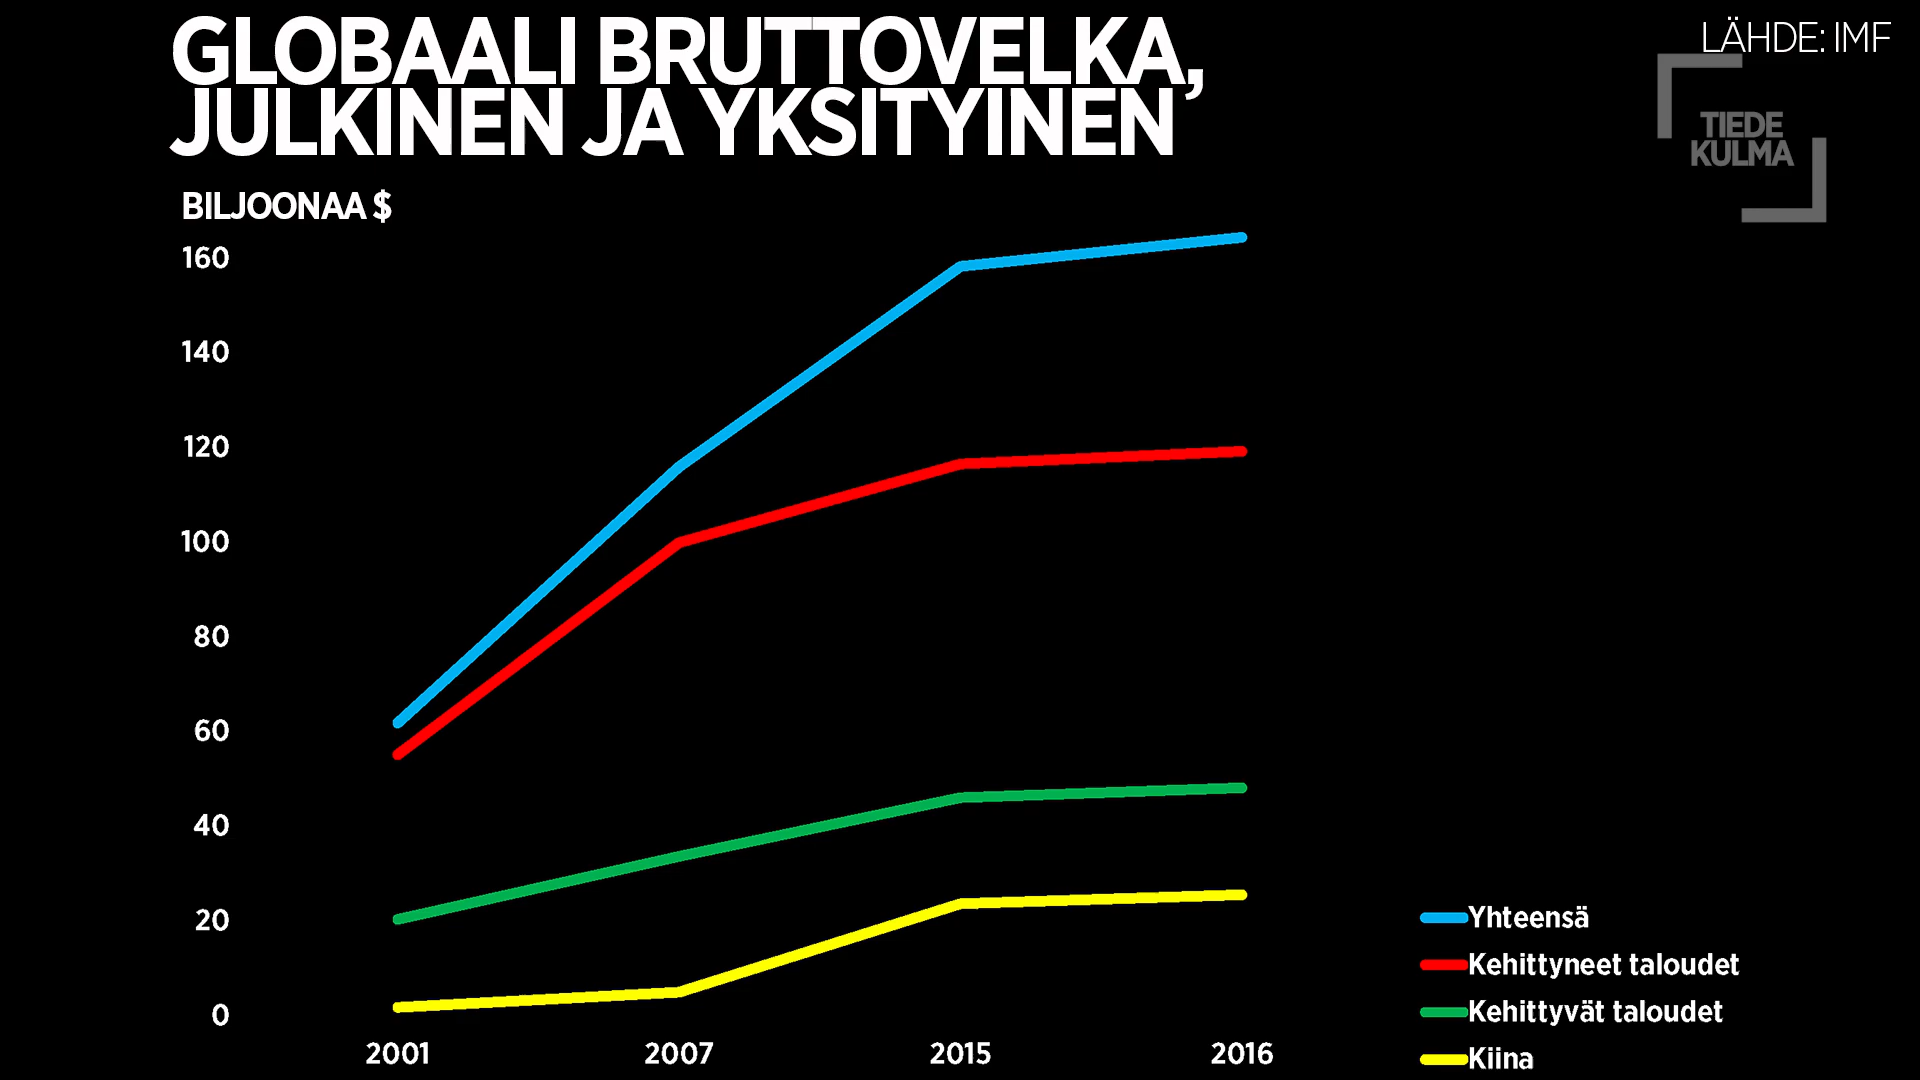 GLOBAALI BRUTTOVELKA,
JULKINEN JA YKSITYINEN
LÄHDE: IMF
TIEDE
KULMA
BILJOONAA $
160
140
120
100
80
60
40
20
0
2001 2007 2015 2016
Yhteensä
Kehittyneet taloudet
Kehittyvät taloudet
Kiina